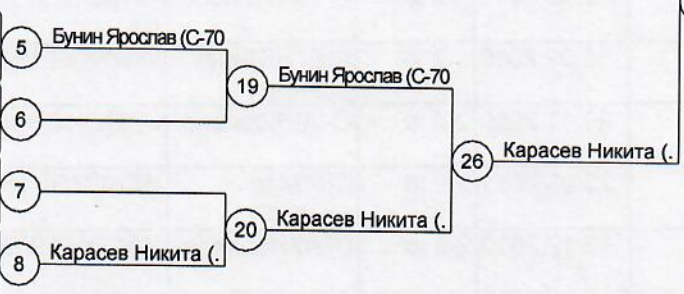 5 Бунин Ярослав (С-70
19 Бунин Ярослав (С-70
6
26 Карасев Никита (.
7
20 Карасев Никита (.
8 Карасев Никита (.